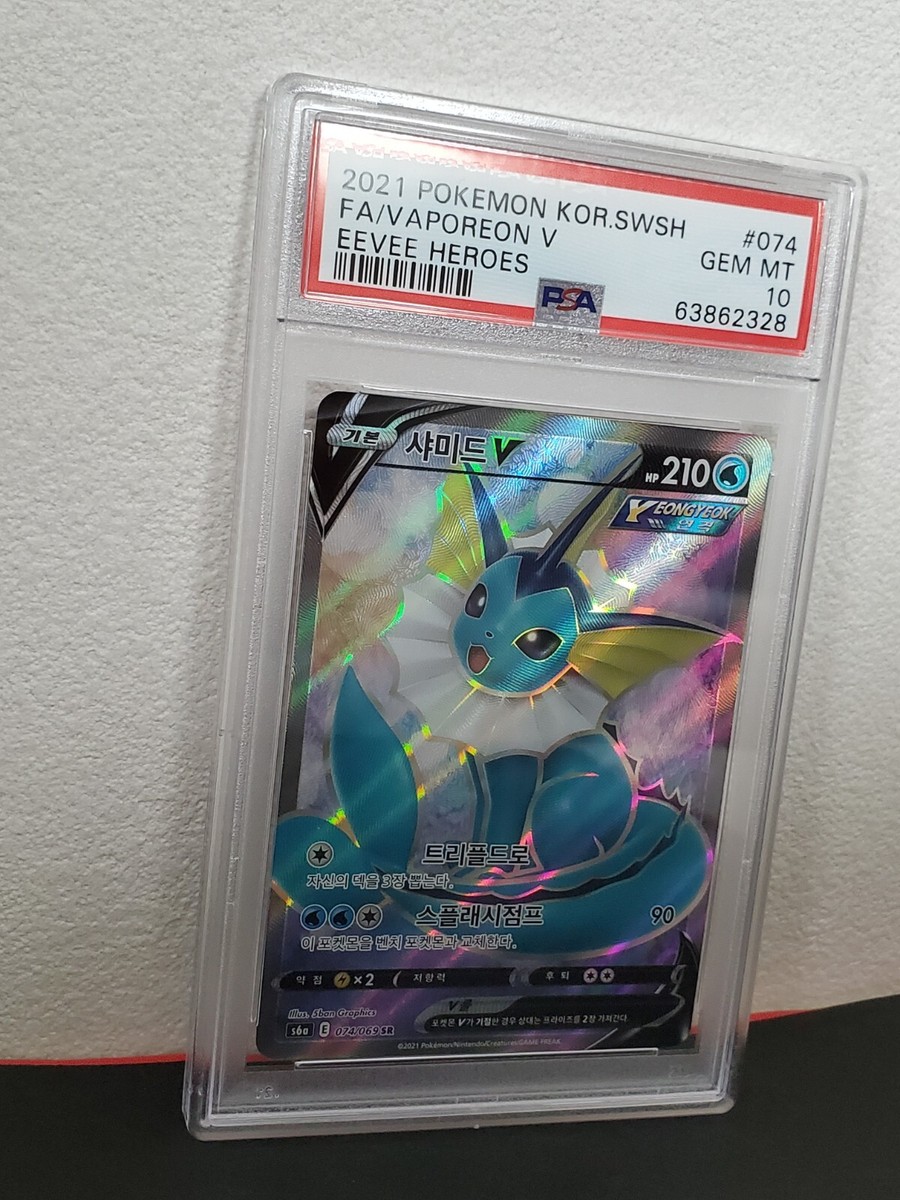 2021 POKEMON KOR.SWSH #074
FA/VAPOREON V GEM MT
EEVEE HEROES 10
PSA 63862328
기본 샤미드V HP 210
YEONGYEOK
연격
트리플드로
자신의 덱을 3장 뽑는다.
스플래시점프 90
이 포켓몬을 벤치 포켓몬과 교체한다.
약점 ×2 저항력 후퇴
V룰
포켓몬 V가 기절한 경우 상대는 프라이즈를 2장 가져간다.
Illus. 5ban Graphics
s6a E 074/069 SR
©2021 Pokémon/Nintendo/Creatures/GAME FREAK.